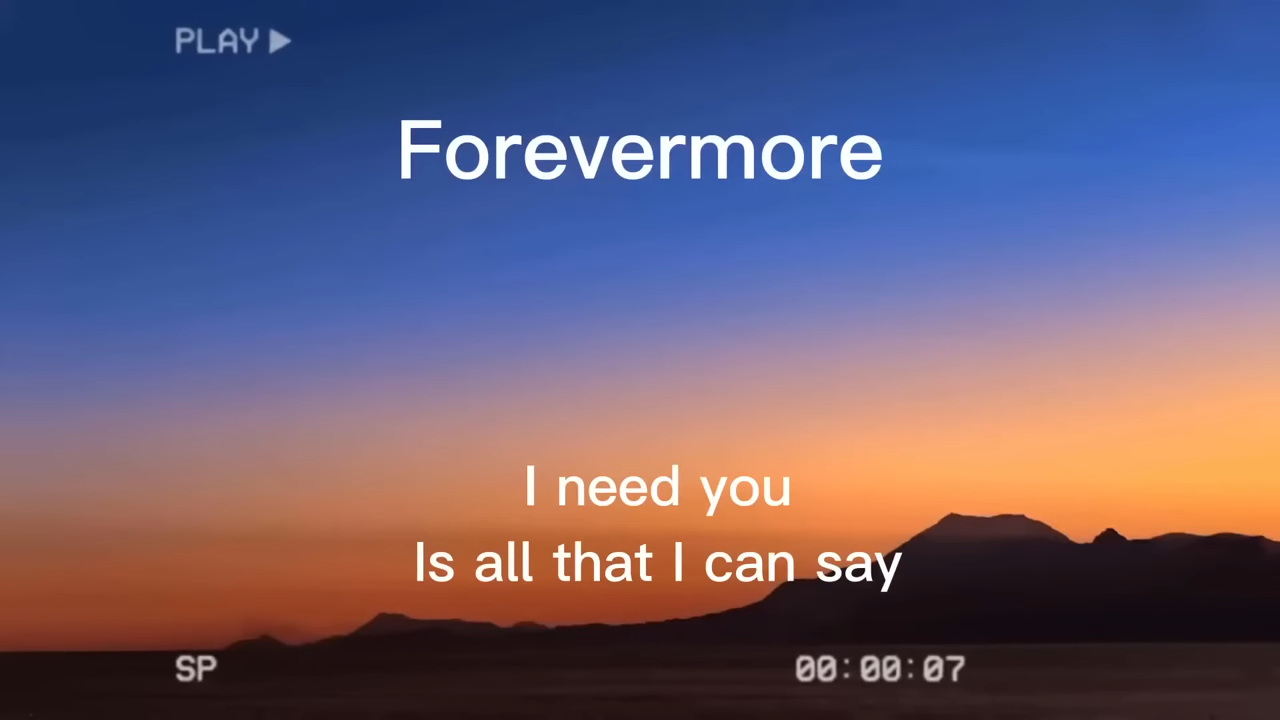 PLAY
Forevermore
I need you
Is all that I can say
SP
00:00:07